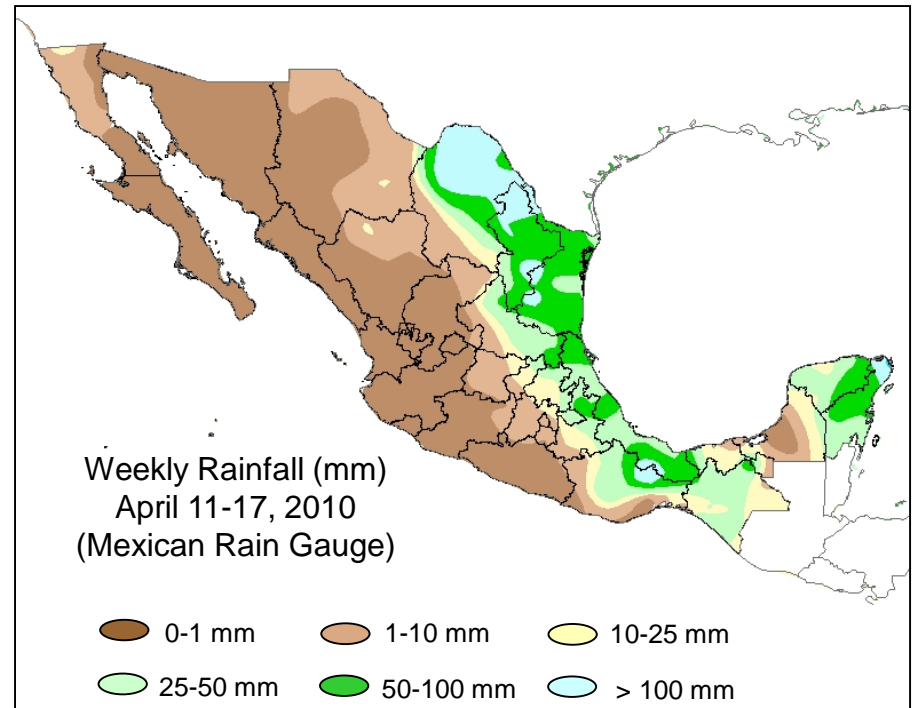 Weekly Rainfall (mm)
April 11-17, 2010
(Mexican Rain Gauge)
0-1 mm
1-10 mm
10-25 mm
25-50 mm
50-100 mm
> 100 mm